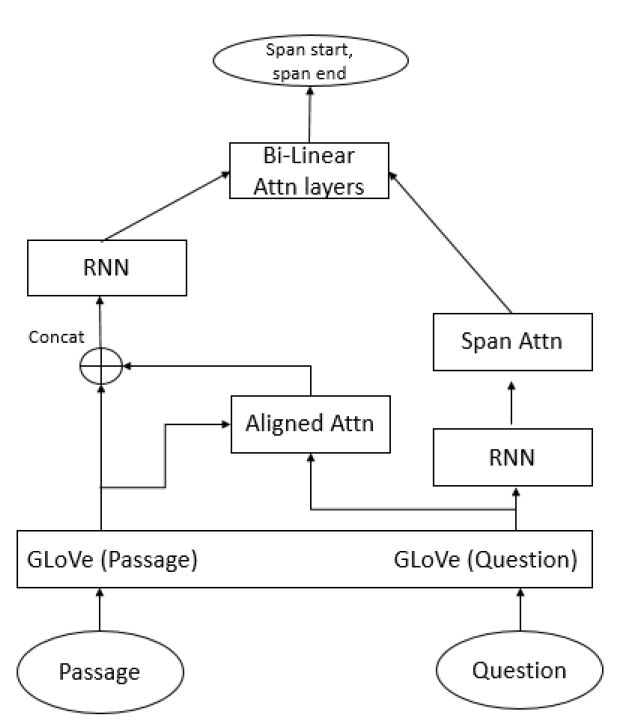 Span start,
span end
Bi-Linear
Attn layers
RNN
Concat
Span Attn
Aligned Attn
RNN
GLoVe (Passage)
GLoVe (Question)
Passage
Question